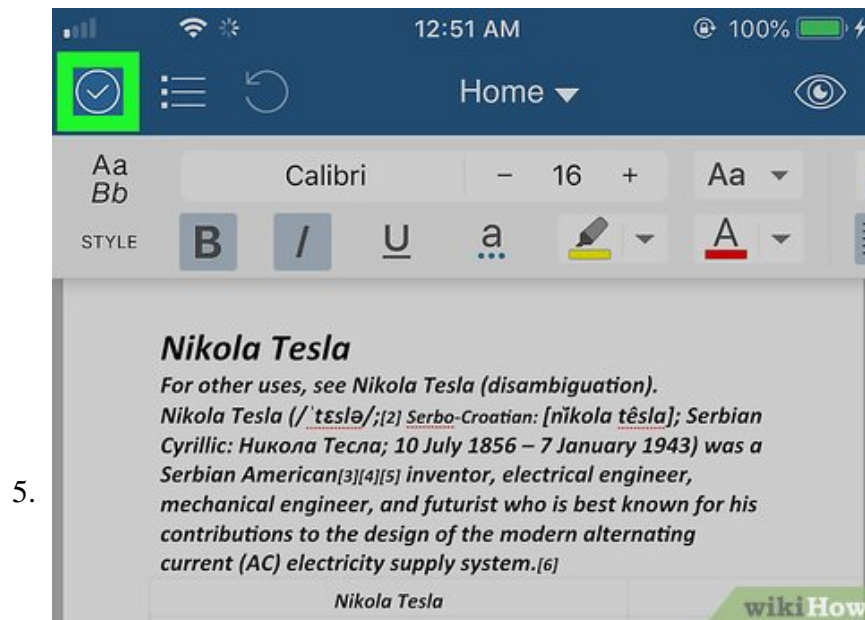 12:51 AM 100%
Home
Aa
Bb
Calibri - 16 + Aa
STYLE B I U a A
Nikola Tesla
For other uses, see Nikola Tesla (disambiguation).
Nikola Tesla (/ˈtɛslə/;[2] Serbo-Croatian: [nǐkola têsla]; Serbian
Cyrillic: Никола Тесла; 10 July 1856 – 7 January 1943) was a
Serbian American[3][4][5] inventor, electrical engineer,
mechanical engineer, and futurist who is best known for his
5.
contributions to the design of the modern alternating
current (AC) electricity supply system.[6]
Nikola Tesla
wikiHow